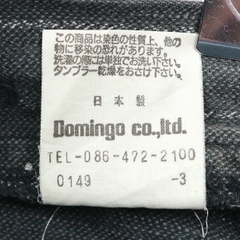 この商品は染色の性質上、他の
物に移染の恐れがあります。
洗濯の際には単独でお洗い下さい。
タンブラー乾燥をおさけ下さい。
日本製
Domingo co.,ltd.
TEL-086-472-2100
0149 -3